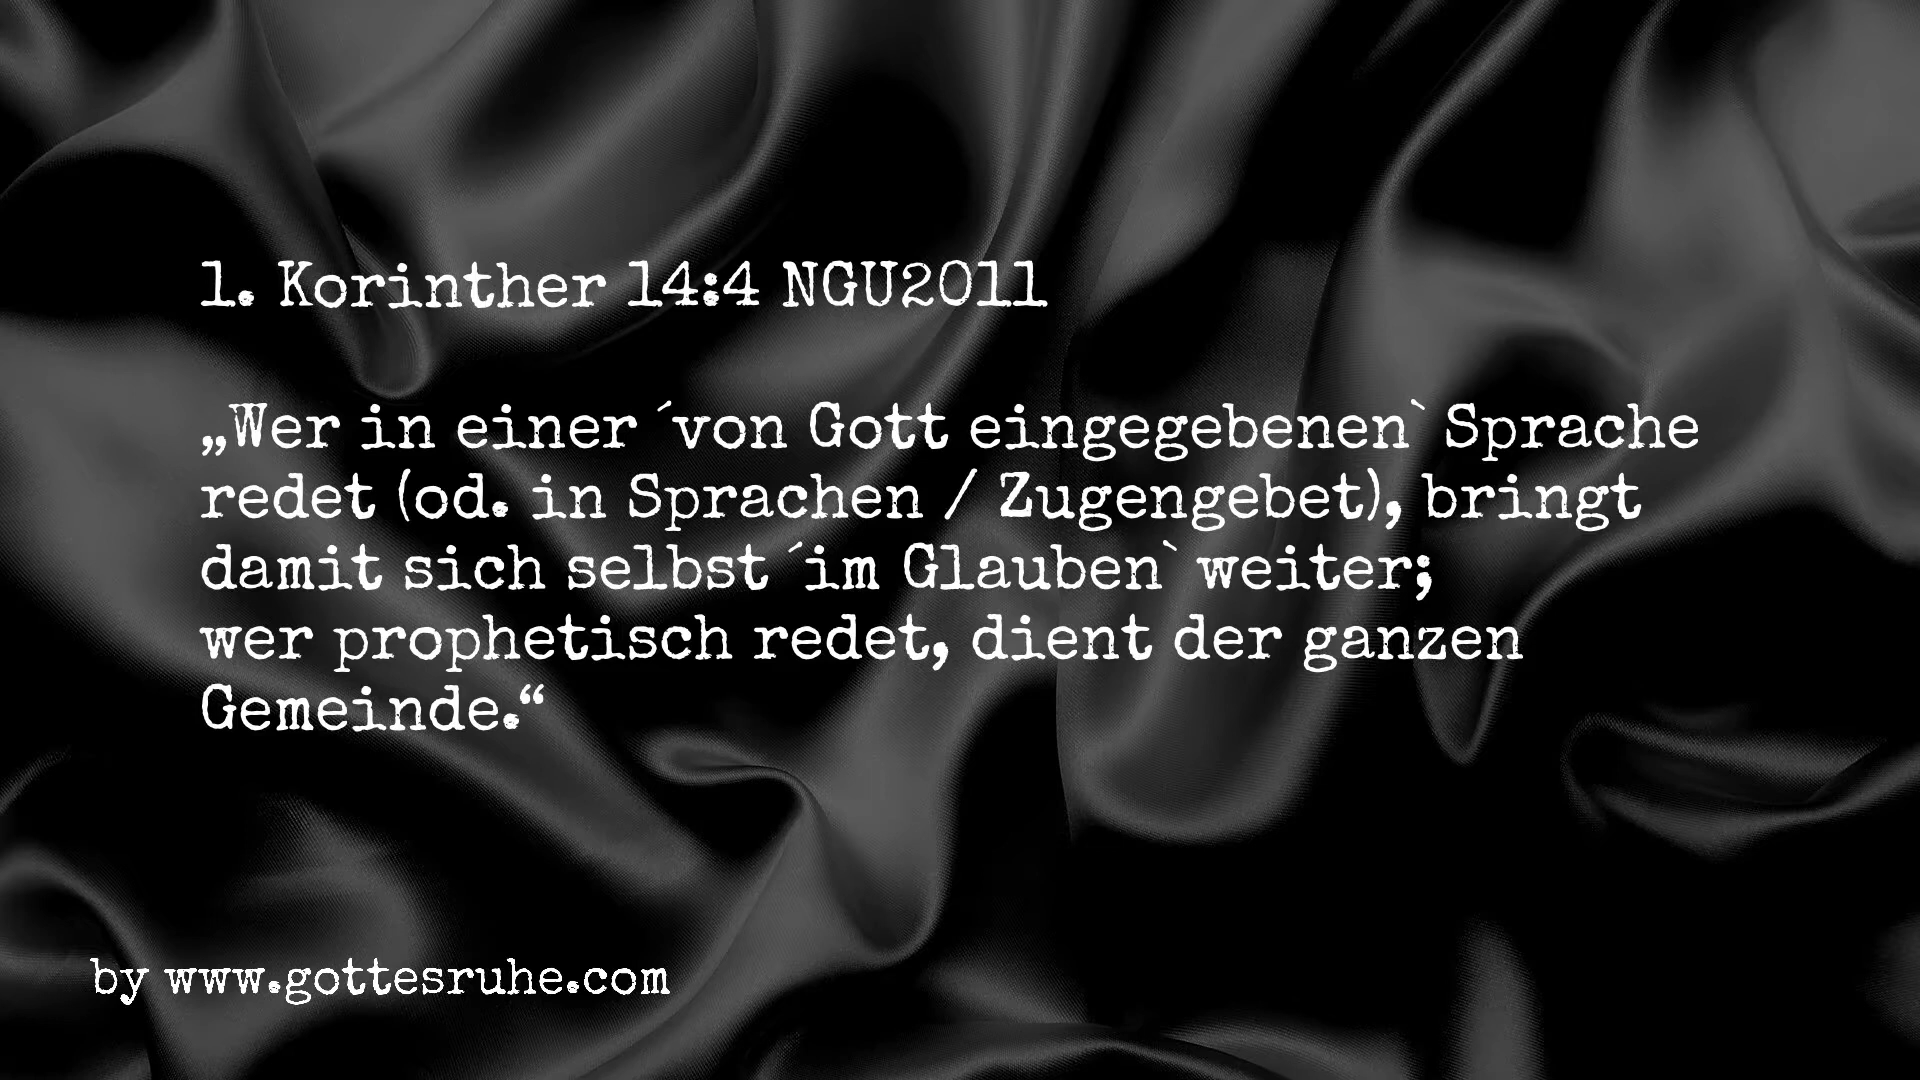 1. Korinther 14:4 NGU2011
„Wer in einer ´von Gott eingegebenen` Sprache
redet (od. in Sprachen / Zugengebet), bringt
damit sich selbst ´im Glauben` weiter;
wer prophetisch redet, dient der ganzen
Gemeinde.“
by www.gottesruhe.com